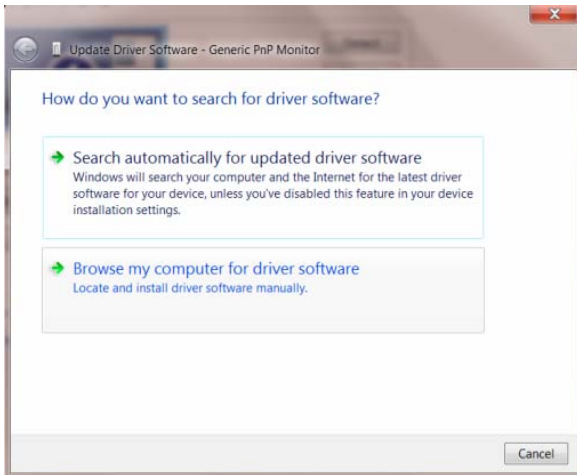 Update Driver Software - Generic PnP Monitor
How do you want to search for driver software?
Search automatically for updated driver software
Windows will search your computer and the Internet for the latest driver
software for your device, unless you've disabled this feature in your device
installation settings.
Browse my computer for driver software
Locate and install driver software manually.
Cancel